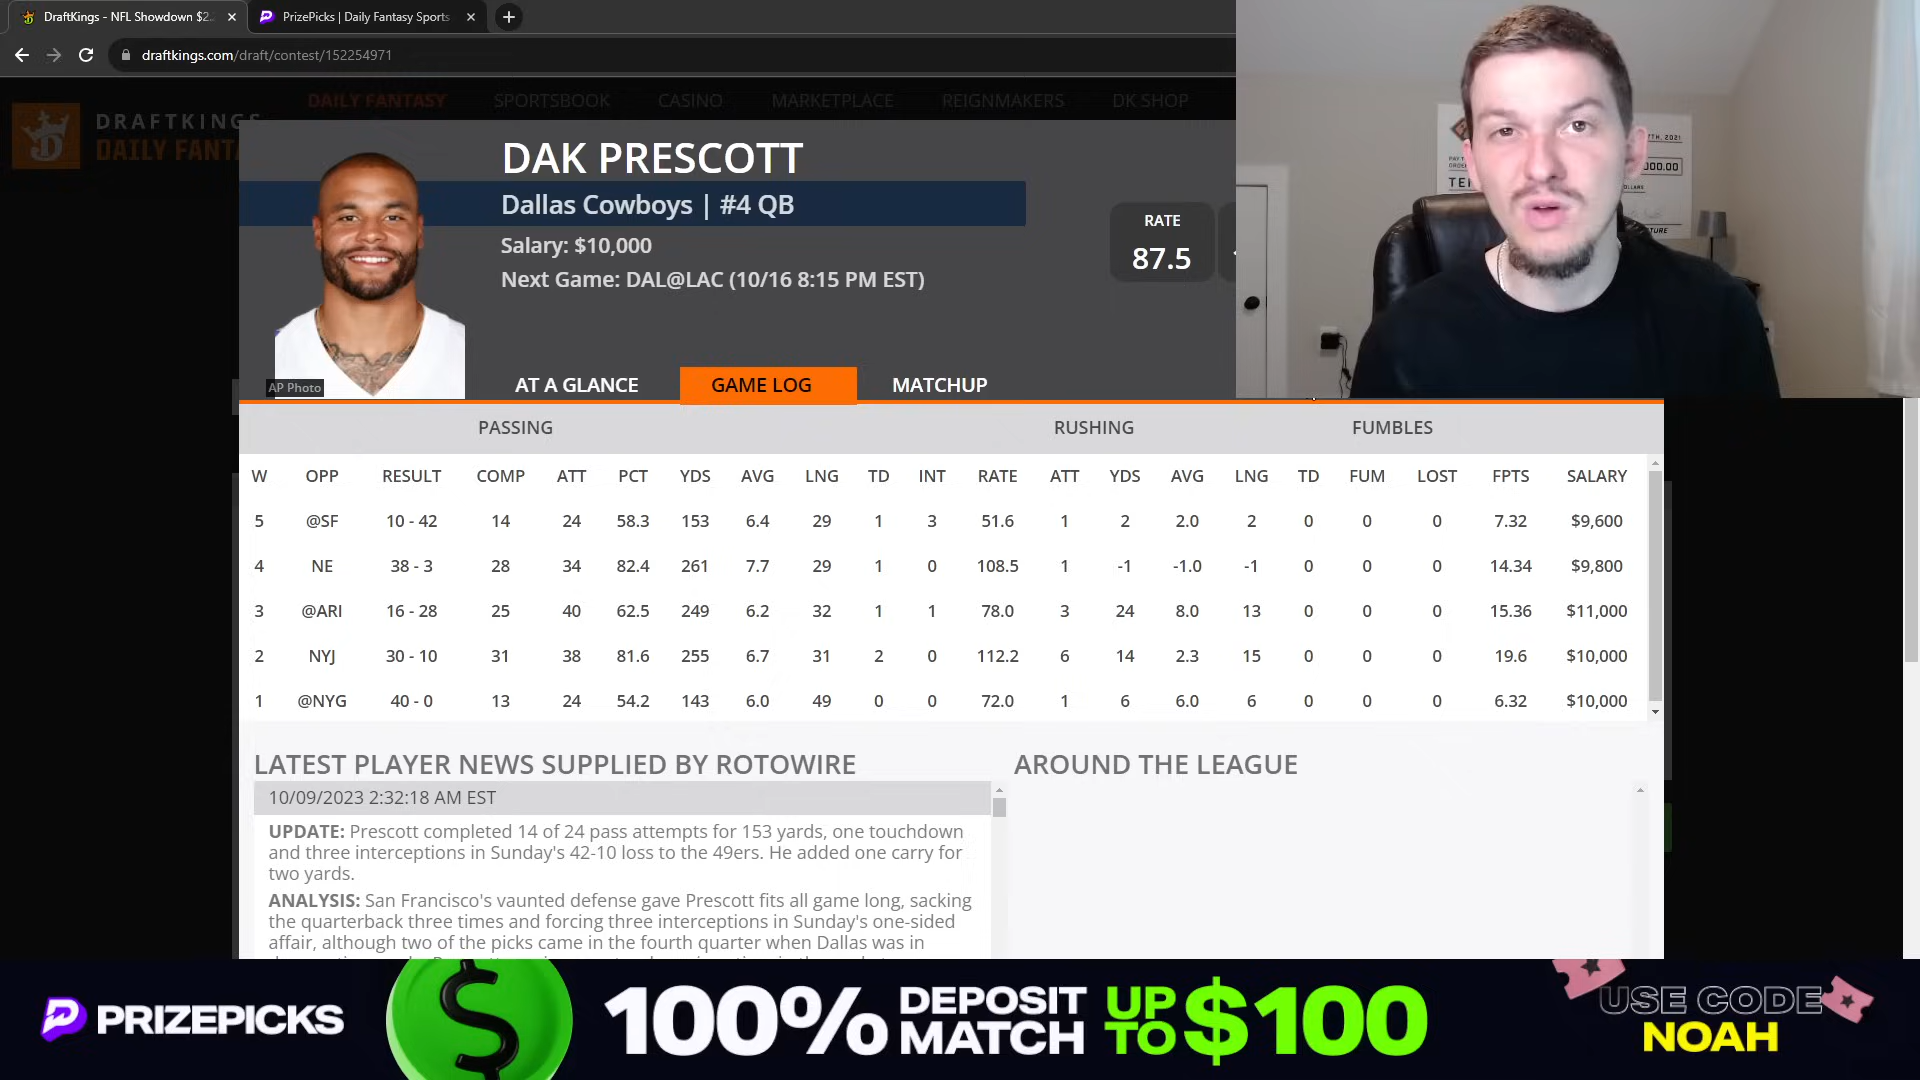 DraftKings - NFL Showdown $2.
PrizePicks | Daily Fantasy Sports
draftkings.com/draft/contest/152254971
DAILY FANTASY SPORTSBOOK CASINO MARKETPLACE REIGNMAKERS DK SHOP
DRAFTKINGS
DAILY FANTA
DAK PRESCOTT
Dallas Cowboys | #4 QB
Salary: $10,000
Next Game: DAL@LAC (10/16 8:15 PM EST)
RATE
87.5
AP Photo
AT A GLANCE GAME LOG MATCHUP
7TH, 2021
000.00
PASSING RUSHING FUMBLES
W OPP RESULT COMP ATT PCT YDS AVG LNG TD INT RATE ATT YDS AVG LNG TD FUM LOST FPTS SALARY
5 @SF 10 - 42 14 24 58.3 153 6.4 29 1 3 51.6 1 2 2.0 2 0 0 0 7.32 $9,600
4 NE 38 - 3 28 34 82.4 261 7.7 29 1 0 108.5 1 -1 -1.0 -1 0 0 0 14.34 $9,800
3 @ARI 16 - 28 25 40 62.5 249 6.2 32 1 1 78.0 3 24 8.0 13 0 0 0 15.36 $11,000
2 NYJ 30 - 10 31 38 81.6 255 6.7 31 2 0 112.2 6 14 2.3 15 0 0 0 19.6 $10,000
1 @NYG 40 - 0 13 24 54.2 143 6.0 49 0 0 72.0 1 6 6.0 6 0 0 0 6.32 $10,000
LATEST PLAYER NEWS SUPPLIED BY ROTOWIRE
AROUND THE LEAGUE
10/09/2023 2:32:18 AM EST
UPDATE: Prescott completed 14 of 24 pass attempts for 153 yards, one touchdown
and three interceptions in Sunday's 42-10 loss to the 49ers. He added one carry for
two yards.
ANALYSIS: San Francisco's vaunted defense gave Prescott fits all game long, sacking
the quarterback three times and forcing three interceptions in Sunday's one-sided
affair, although two of the picks came in the fourth quarter when Dallas was in
PRIZEPICKS
100% DEPOSIT MATCH UP TO $100
USE CODE
NOAH